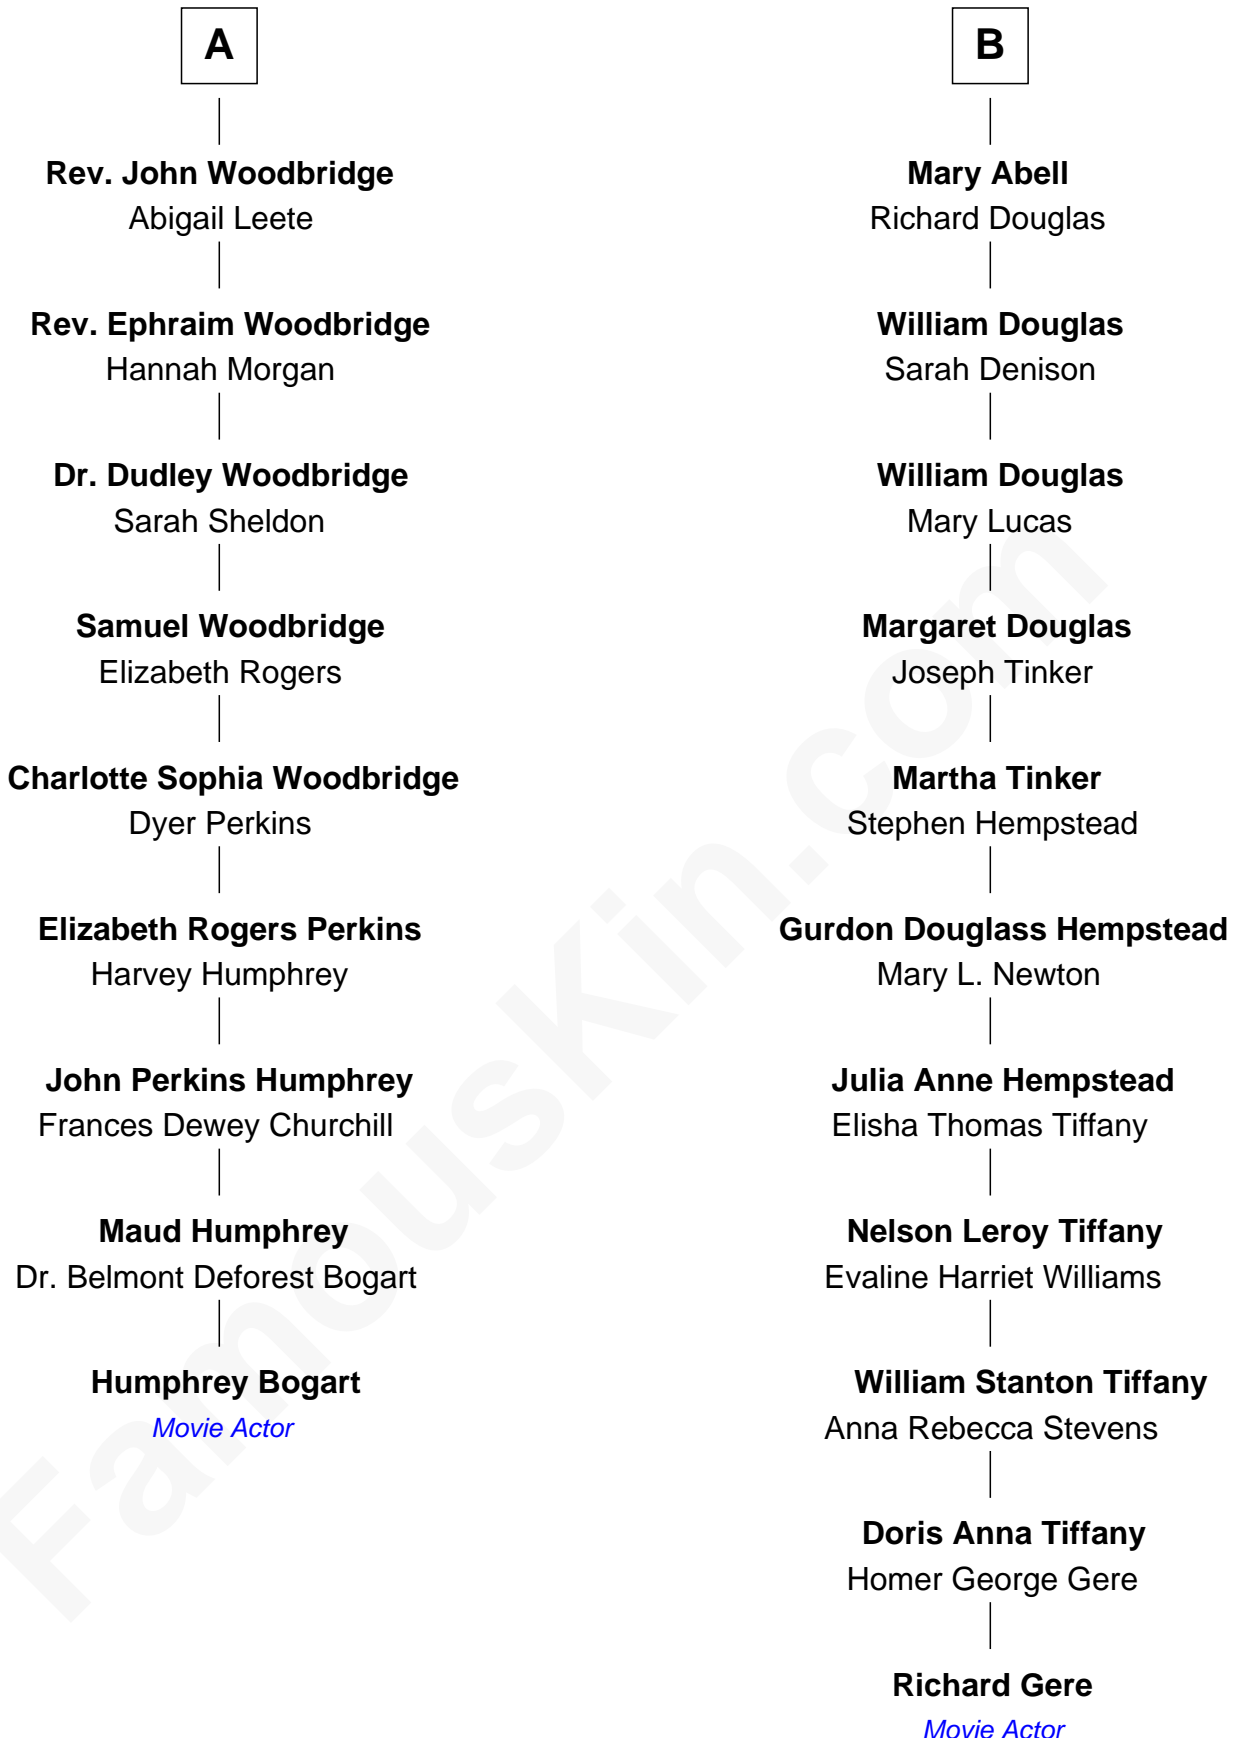 A
Rev. John Woodbridge
Abigail Leete
Rev. Ephraim Woodbridge
Hannah Morgan
Dr. Dudley Woodbridge
Sarah Sheldon
Samuel Woodbridge
Elizabeth Rogers
Charlotte Sophia Woodbridge
Dyer Perkins
Elizabeth Rogers Perkins
Harvey Humphrey
John Perkins Humphrey
Frances Dewey Churchill
Maud Humphrey
Dr. Belmont Deforest Bogart
Humphrey Bogart
Movie Actor
B
Mary Abell
Richard Douglas
William Douglas
Sarah Denison
William Douglas
Mary Lucas
Margaret Douglas
Joseph Tinker
Martha Tinker
Stephen Hempstead
Gurdon Douglass Hempstead
Mary L. Newton
Julia Anne Hempstead
Elisha Thomas Tiffany
Nelson Leroy Tiffany
Evaline Harriet Williams
William Stanton Tiffany
Anna Rebecca Stevens
Doris Anna Tiffany
Homer George Gere
Richard Gere
Movie Actor
FamousKin.com